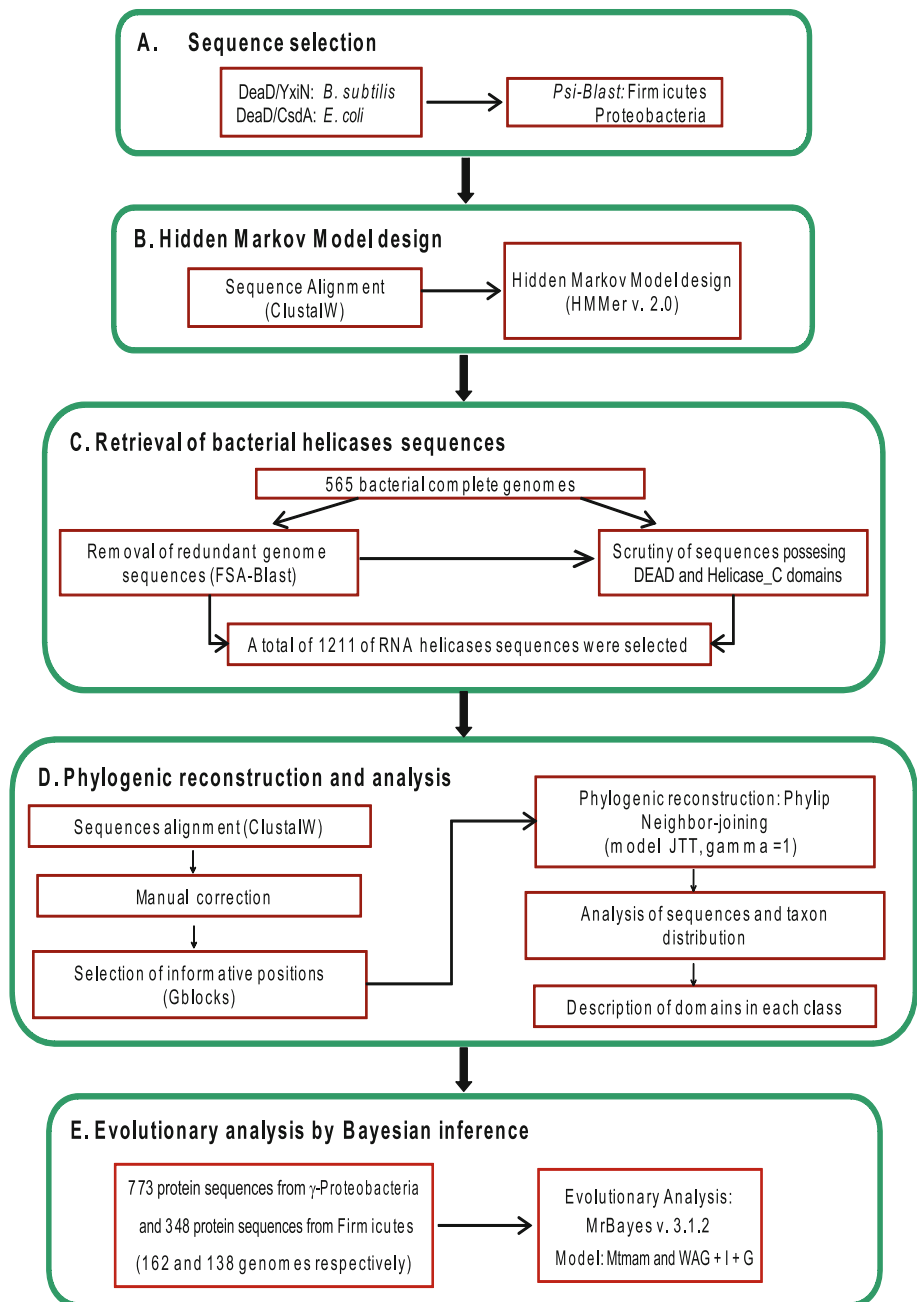 A. Sequence selection
DeaD/YxiN: B. subtilis
DeaD/CsdA: E. coli
Psi-Blast: Firmicutes
Proteobacteria
B. Hidden Markov Model design
Sequence Alignment
(ClustalW)
Hidden Markov Model design
(HMMer v. 2.0)
C. Retrieval of bacterial helicases sequences
565 bacterial complete genomes
Removal of redundant genome
sequences (FSA-Blast)
Scrutiny of sequences possesing
DEAD and Helicase_C domains
A total of 1211 of RNA helicases sequences were selected
D. Phylogenic reconstruction and analysis
Sequences alignment (ClustalW)
Manual correction
Selection of informative positions
(Gblocks)
Phylogenic reconstruction: Phylip
Neighbor-joining
(model JTT, gamma =1)
Analysis of sequences and taxon
distribution
Description of domains in each class
E. Evolutionary analysis by Bayesian inference
773 protein sequences from γ-Proteobacteria
and 348 protein sequences from Firmicutes
(162 and 138 genomes respectively)
Evolutionary Analysis:
MrBayes v. 3.1.2
Model: Mtmam and WAG + I + G